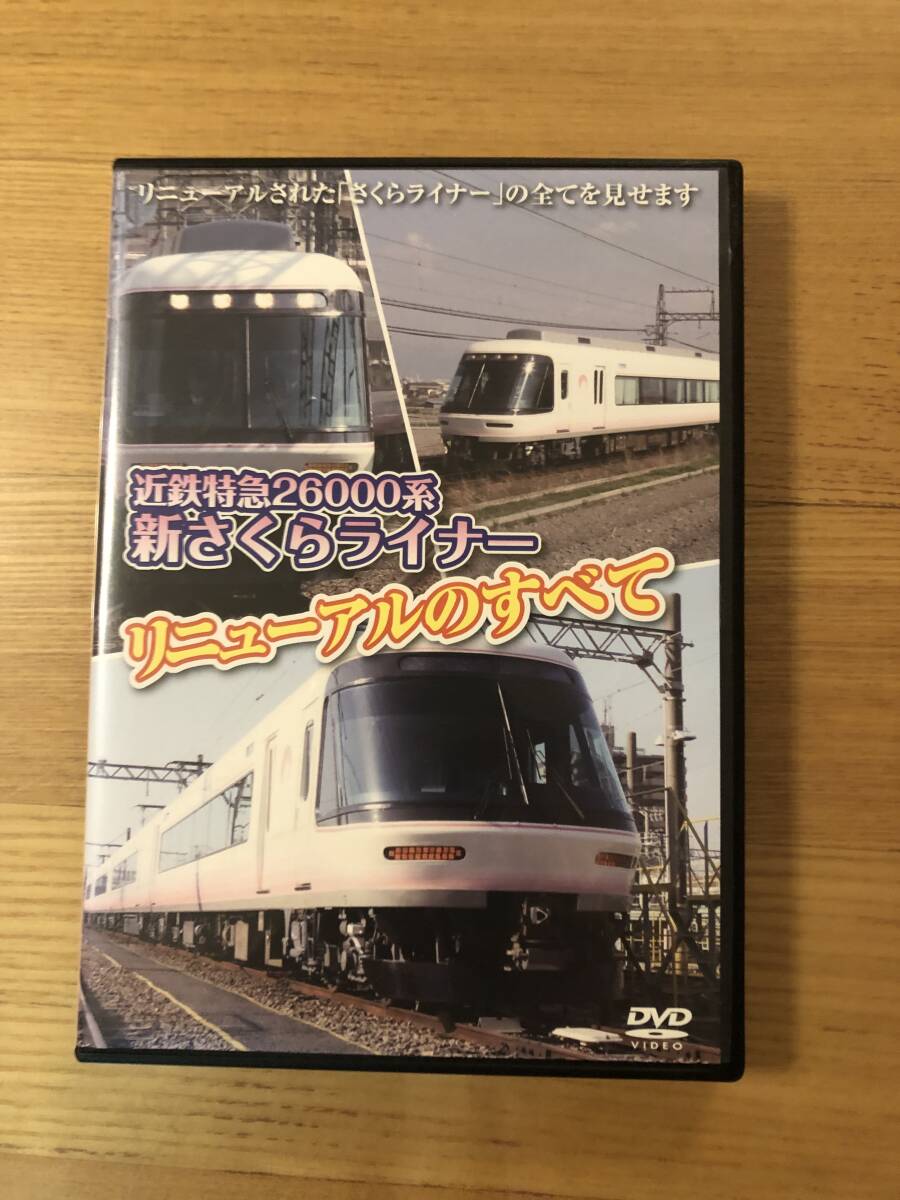 リニューアルされた「さくらライナー」の全てを見せます
近鉄特急26000系
新さくらライナー
リニューアルのすべて
DVD
VIDEO